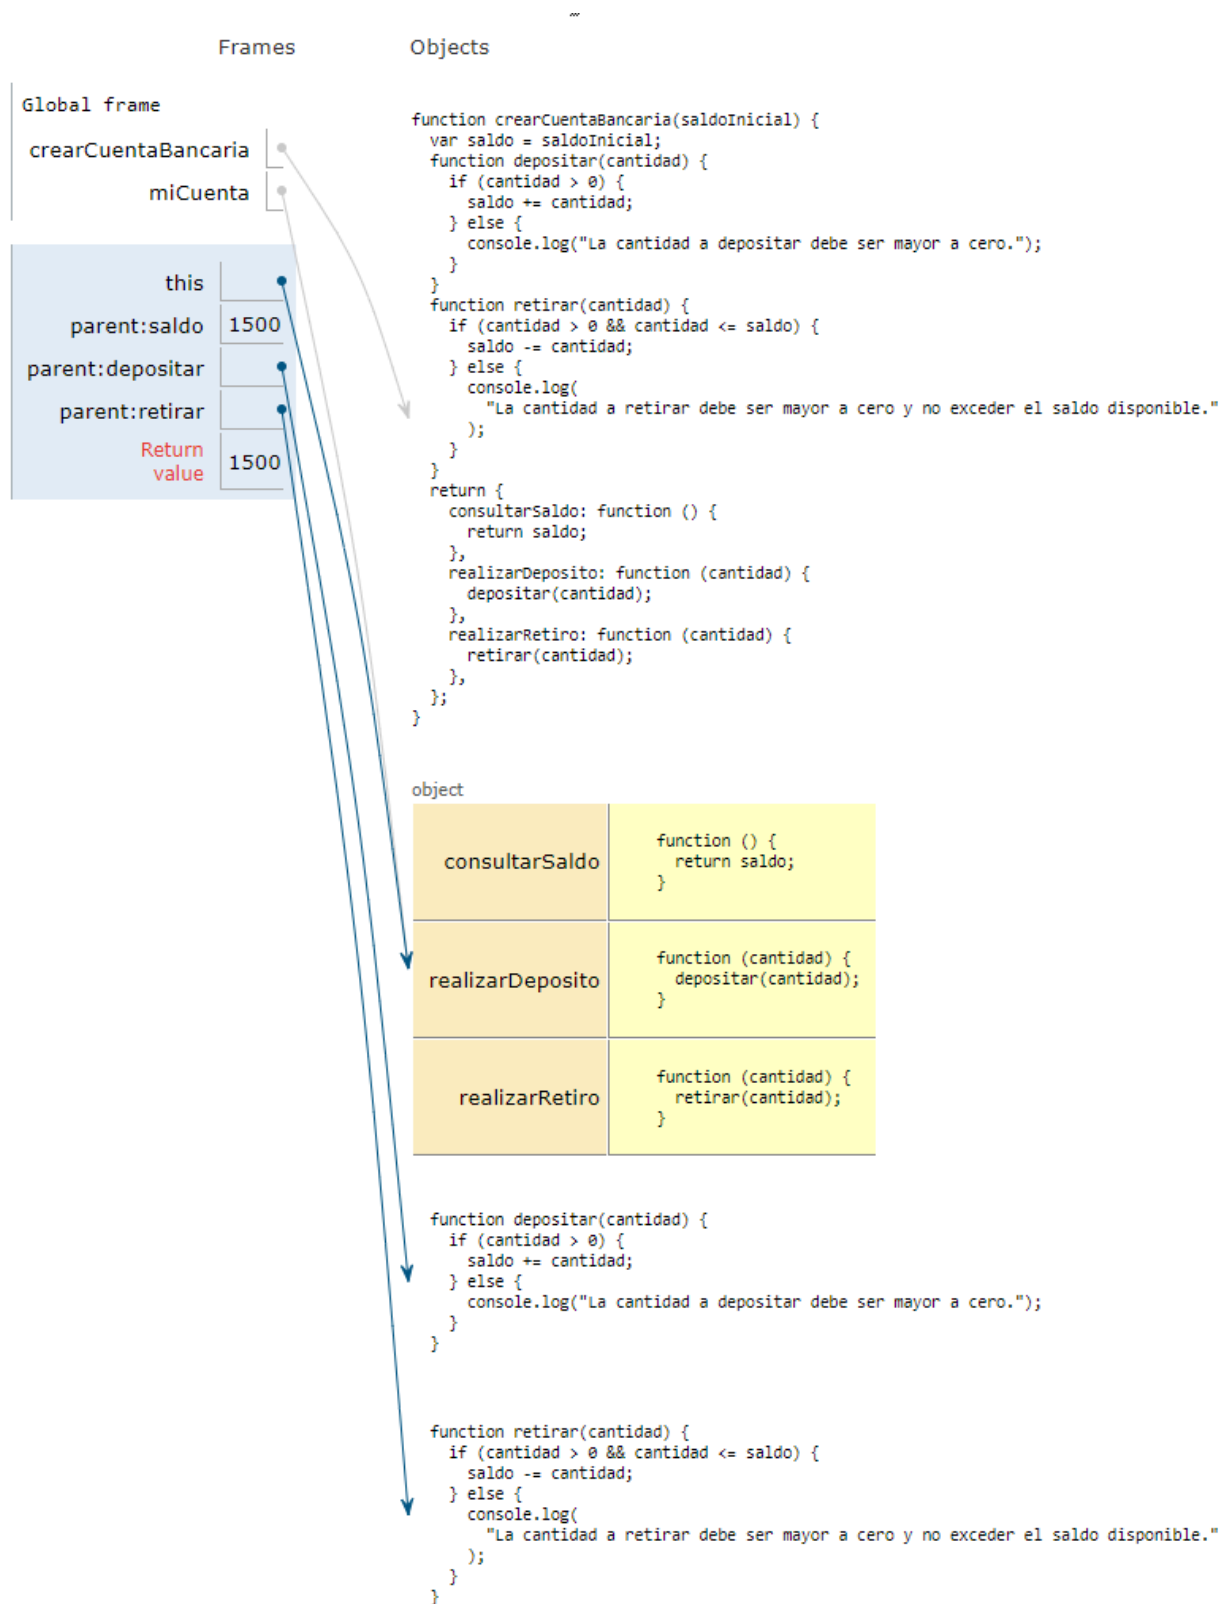 Frames
Objects
Global frame
crearCuentaBancaria
miCuenta
this
parent:saldo 1500
parent:depositar
parent:retirar
Return
value 1500
function crearCuentaBancaria(saldoInicial) {
  var saldo = saldoInicial;
  function depositar(cantidad) {
    if (cantidad > 0) {
      saldo += cantidad;
    } else {
      console.log("La cantidad a depositar debe ser mayor a cero.");
    }
  }
  function retirar(cantidad) {
    if (cantidad > 0 && cantidad <= saldo) {
      saldo -= cantidad;
    } else {
      console.log(
        "La cantidad a retirar debe ser mayor a cero y no exceder el saldo disponible."
      );
    }
  }
  return {
    consultarSaldo: function () {
      return saldo;
    },
    realizarDeposito: function (cantidad) {
      depositar(cantidad);
    },
    realizarRetiro: function (cantidad) {
      retirar(cantidad);
    },
  };
}
object
consultarSaldo
function () {
  return saldo;
}
realizarDeposito
function (cantidad) {
  depositar(cantidad);
}
realizarRetiro
function (cantidad) {
  retirar(cantidad);
}
function depositar(cantidad) {
  if (cantidad > 0) {
    saldo += cantidad;
  } else {
    console.log("La cantidad a depositar debe ser mayor a cero.");
  }
}
function retirar(cantidad) {
  if (cantidad > 0 && cantidad <= saldo) {
    saldo -= cantidad;
  } else {
    console.log(
      "La cantidad a retirar debe ser mayor a cero y no exceder el saldo disponible."
    );
  }
}